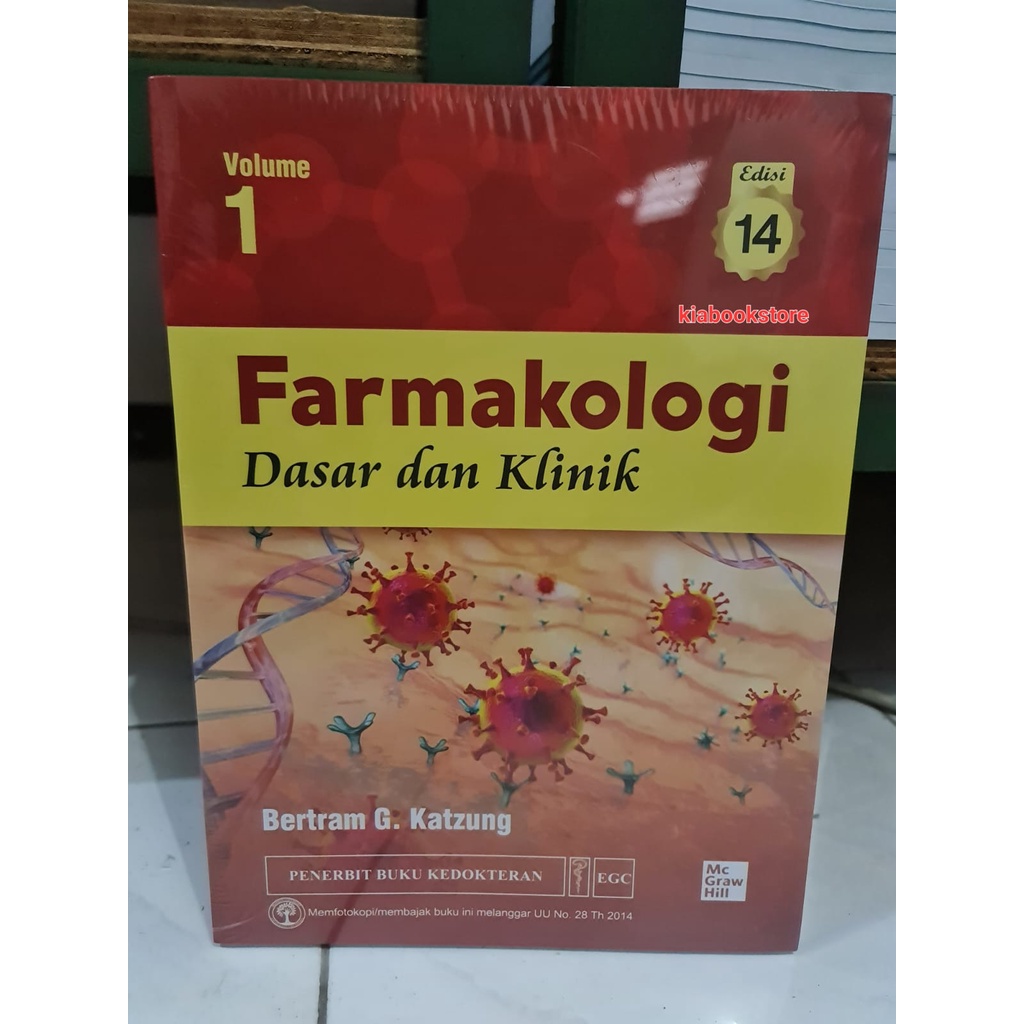 Volume
1
Edisi
14
kiabookstore
Farmakologi
Dasar dan Klinik
Bertram G. Katzung
PENERBIT BUKU KEDOKTERAN
EGC
Mc
Graw
Hill
Memfotokopi/membajak buku ini melanggar UU No. 28 Th 2014